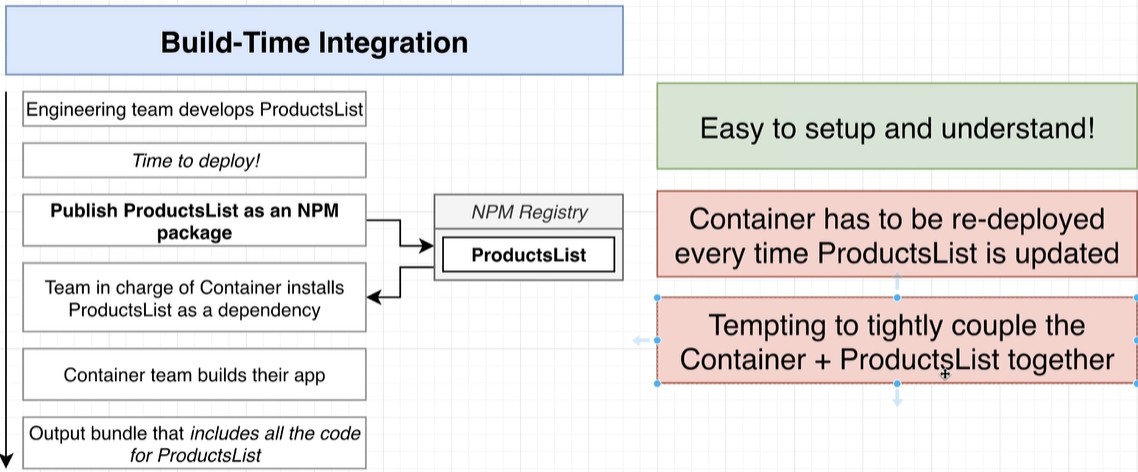 Build-Time Integration
Engineering team develops ProductsList
Time to deploy!
Publish ProductsList as an NPM
package
Team in charge of Container installs
ProductsList as a dependency
Container team builds their app
Output bundle that includes all the code
for ProductsList
NPM Registry
ProductsList
Easy to setup and understand!
Container has to be re-deployed
every time ProductsList is updated
Tempting to tightly couple the
Container + ProductsList together